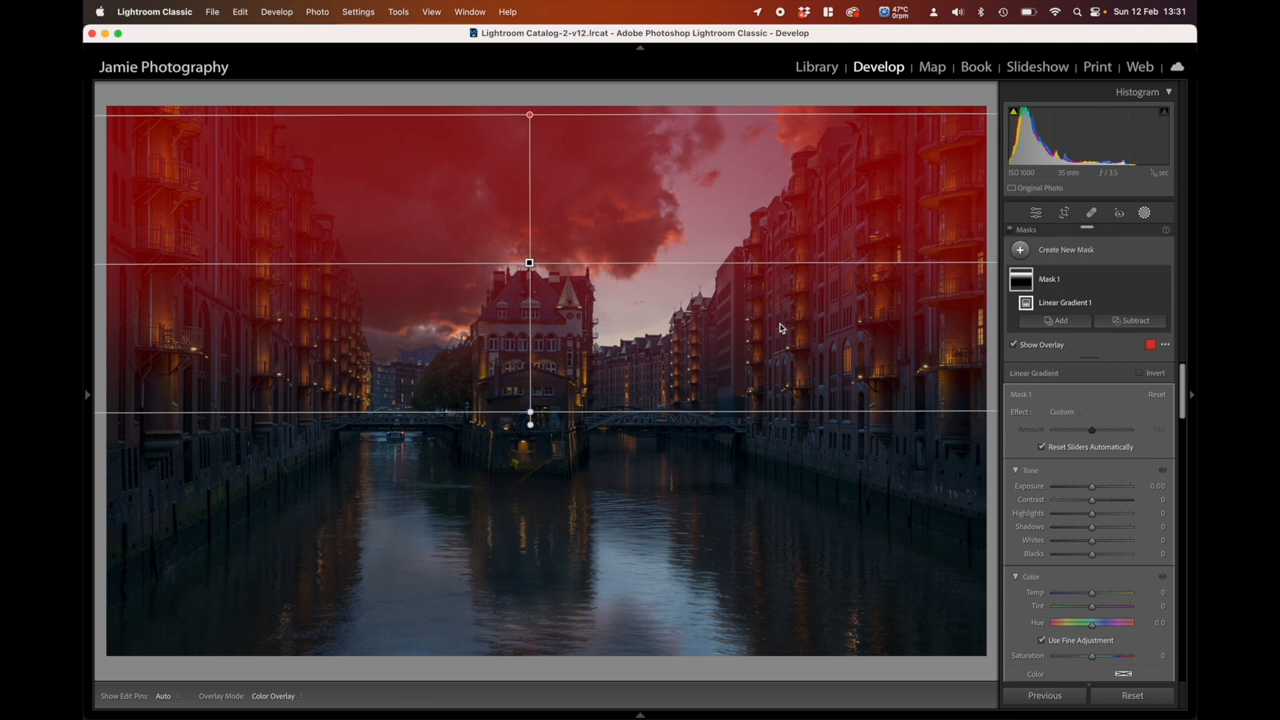 Lightroom Classic File Edit Develop Photo Settings Tools View Window Help 47°C 0rpm Sun 12 Feb 13:31
Lightroom Catalog-2-v12.lrcat - Adobe Photoshop Lightroom Classic - Develop
Jamie Photography Library | Develop | Map | Book | Slideshow | Print | Web
Histogram
ISO 1000 35 mm ƒ / 3.5
Original Photo
Masks
Create New Mask
Mask 1
Linear Gradient 1
Add Subtract
Show Overlay
Linear Gradient Invert
Mask 1 Reset
Effect : Custom
Amount
Reset Sliders Automatically
Tone
Exposure 0.00
Contrast 0
Highlights 0
Shadows 0
Whites 0
Blacks 0
Color
Temp 0
Tint 0
Hue 0.0
Use Fine Adjustment
Saturation 0
Color
Show Edit Pins: Auto Overlay Mode: Color Overlay Previous Reset